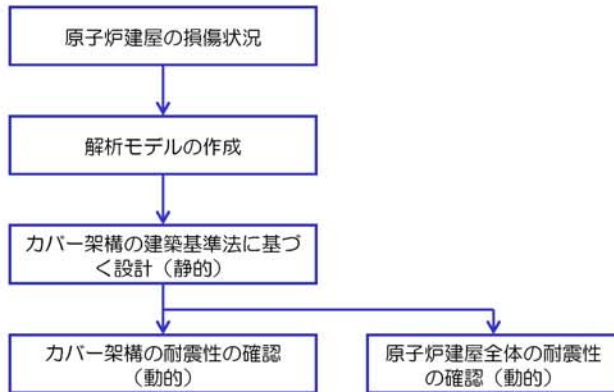 原子炉建屋の損傷状況
解析モデルの作成
カバー架構の建築基準法に基づ
く設計（静的）
カバー架構の耐震性の確認
（動的）
原子炉建屋全体の耐震性
の確認（動的）